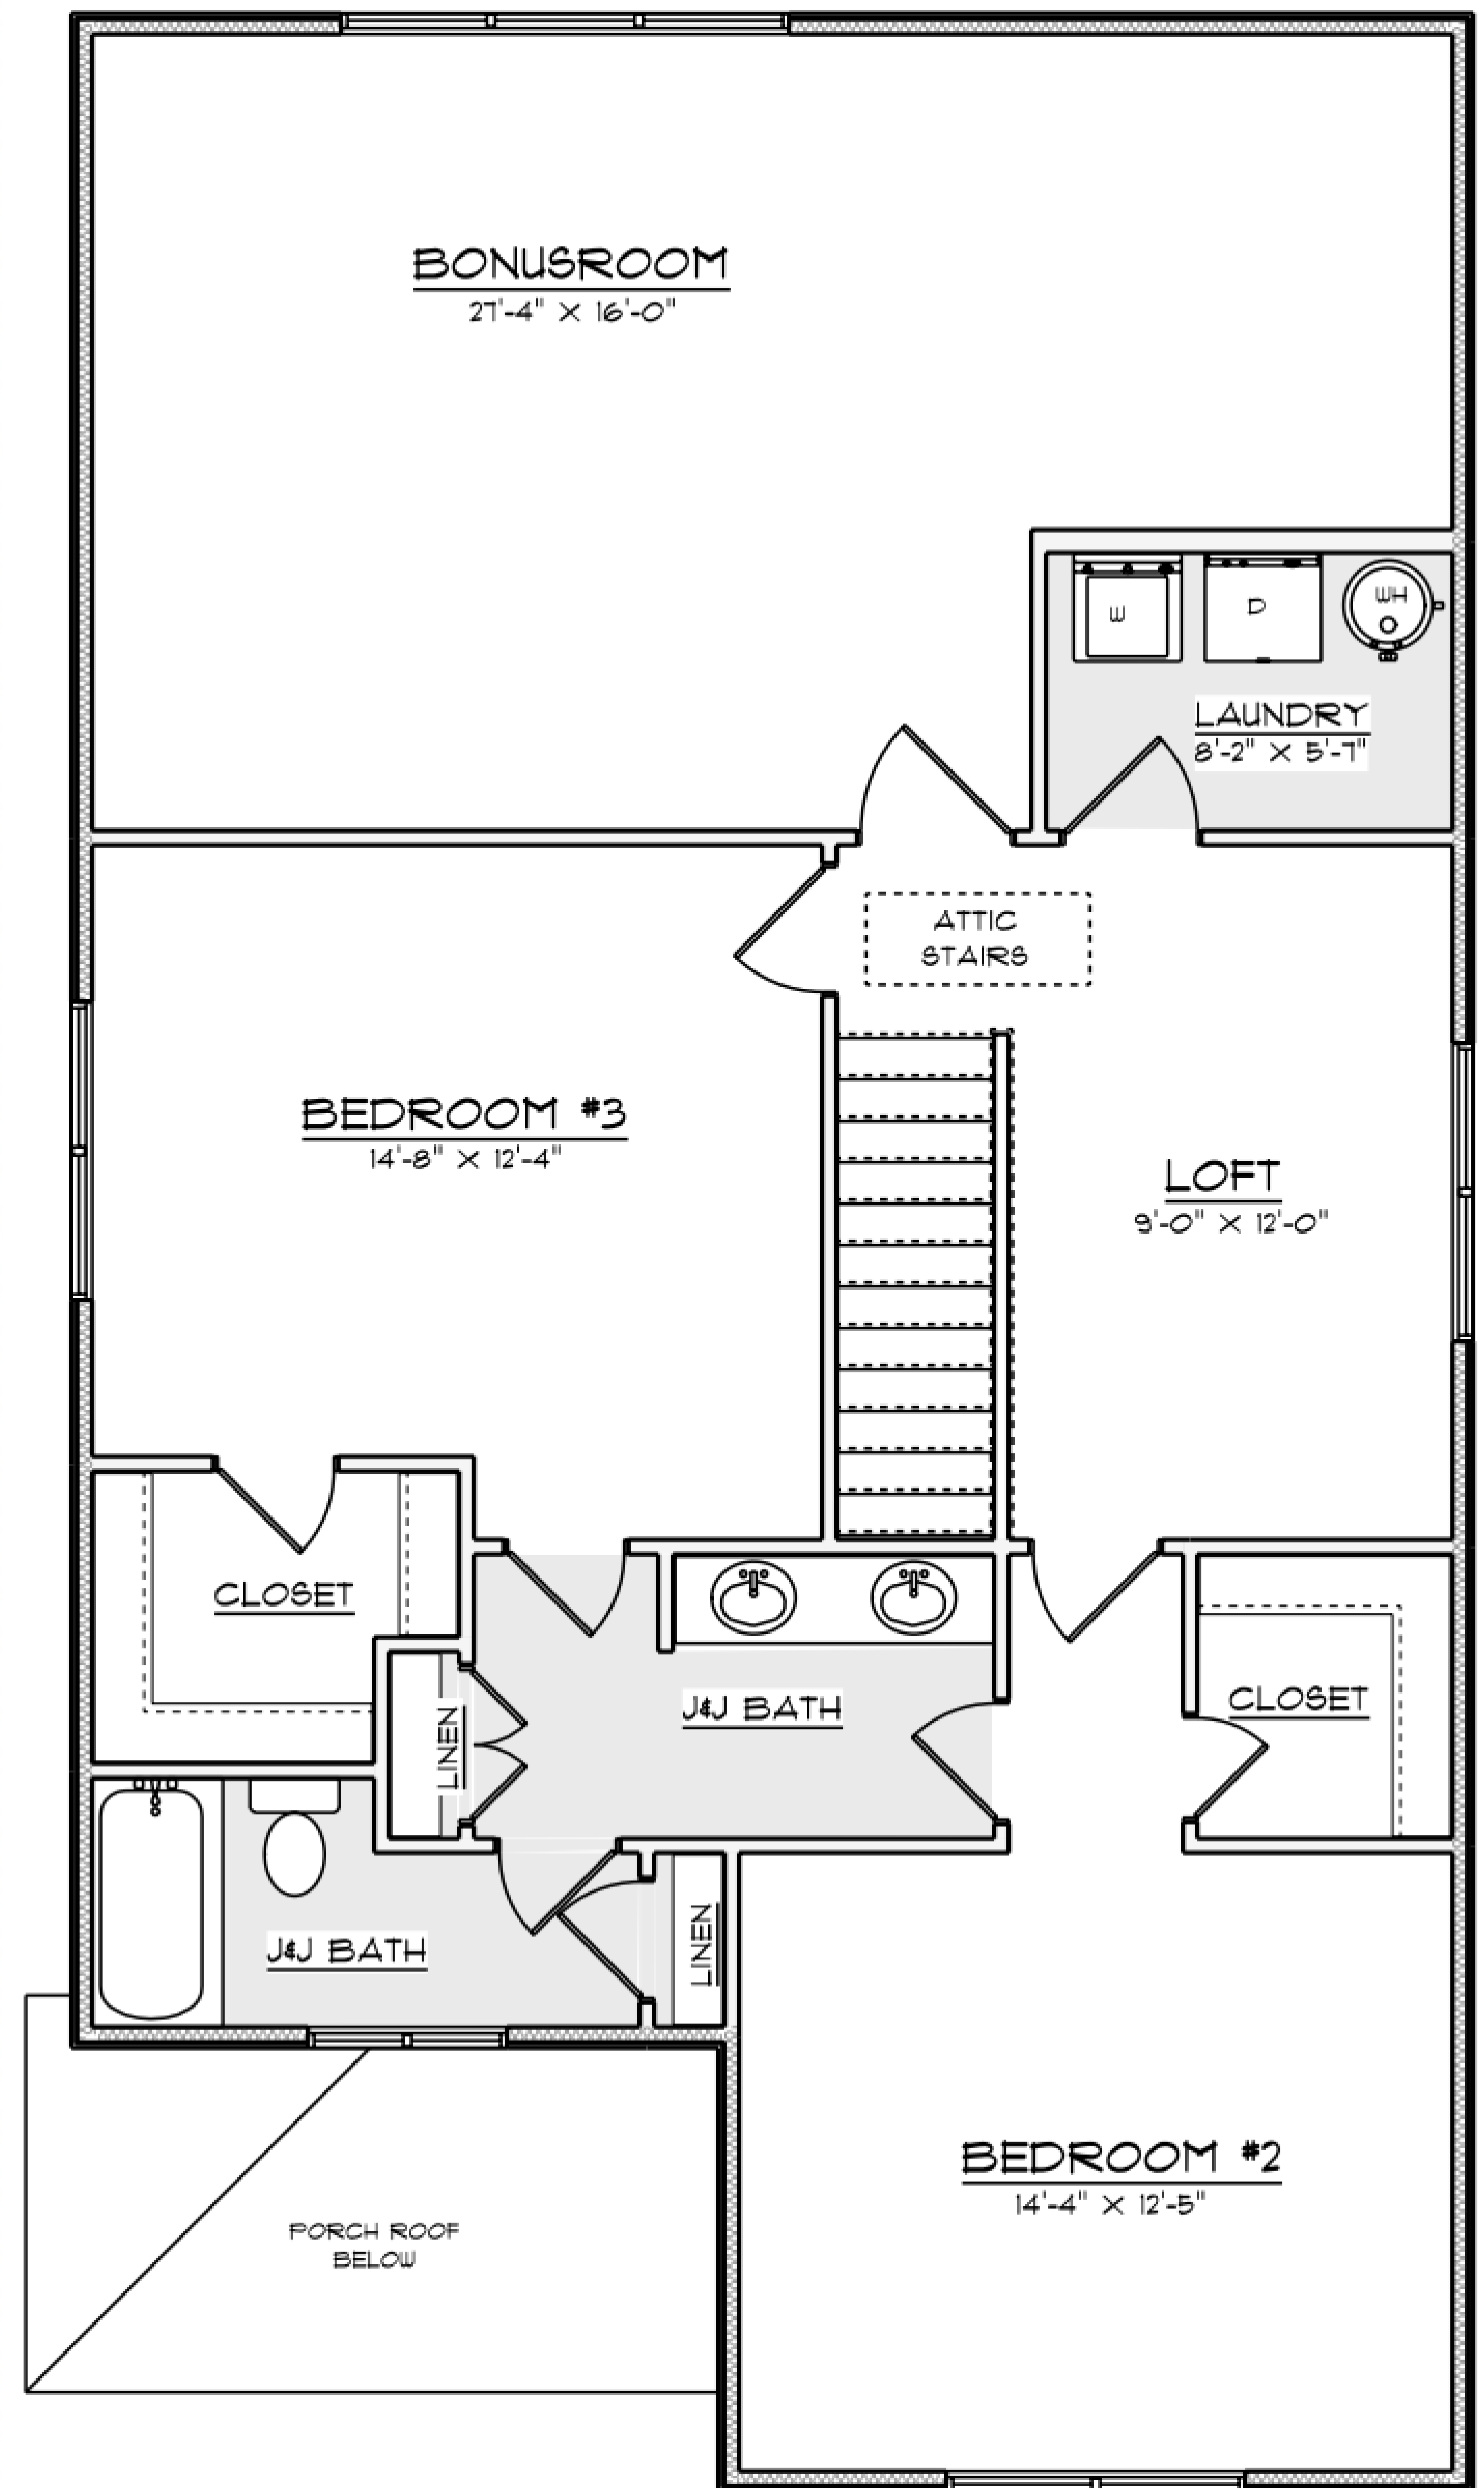 BONUSROOM
27'-4" X 16'-0"
W
D
WH
LAUNDRY
8'-2" X 5'-7"
ATTIC
STAIRS
BEDROOM #3
14'-8" X 12'-4"
LOFT
9'-0" X 12'-0"
CLOSET
LINEN
J&J BATH
CLOSET
J&J BATH
LINEN
BEDROOM #2
14'-4" X 12'-5"
PORCH ROOF
BELOW